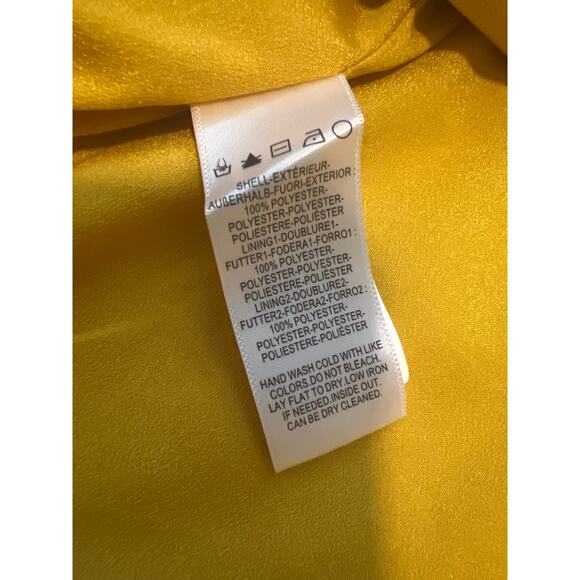 SHELL-EXTÉRIEUR-
AUßERHALB-FUORI-EXTERIOR:
100% POLYESTER-
POLYESTER-POLYESTER-
POLIESTERE-POLIÉSTER
LINING1-DOUBLURE1-
FUTTER1-FODERA1-FORRO1:
100% POLYESTER-
POLYESTER-POLYESTER-
POLIESTERE-POLIÉSTER
LINING2-DOUBLURE2-
FUTTER2-FODERA2-FORRO2:
100% POLYESTER-
POLYESTER-POLYESTER-
POLIESTERE-POLIÉSTER
HAND WASH COLD WITH LIKE
COLORS.DO NOT BLEACH.
LAY FLAT TO DRY.LOW IRON
IF NEEDED.INSIDE OUT.
CAN BE DRY CLEANED.